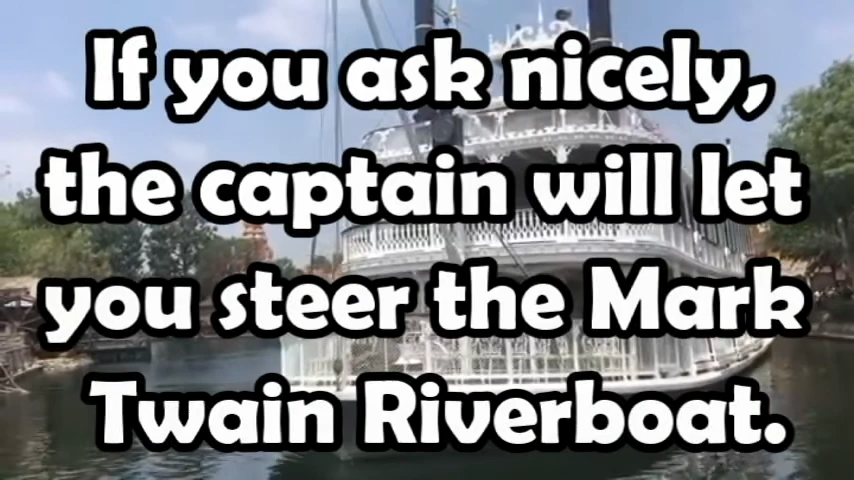 If you ask nicely,
the captain will let
you steer the Mark
Twain Riverboat.